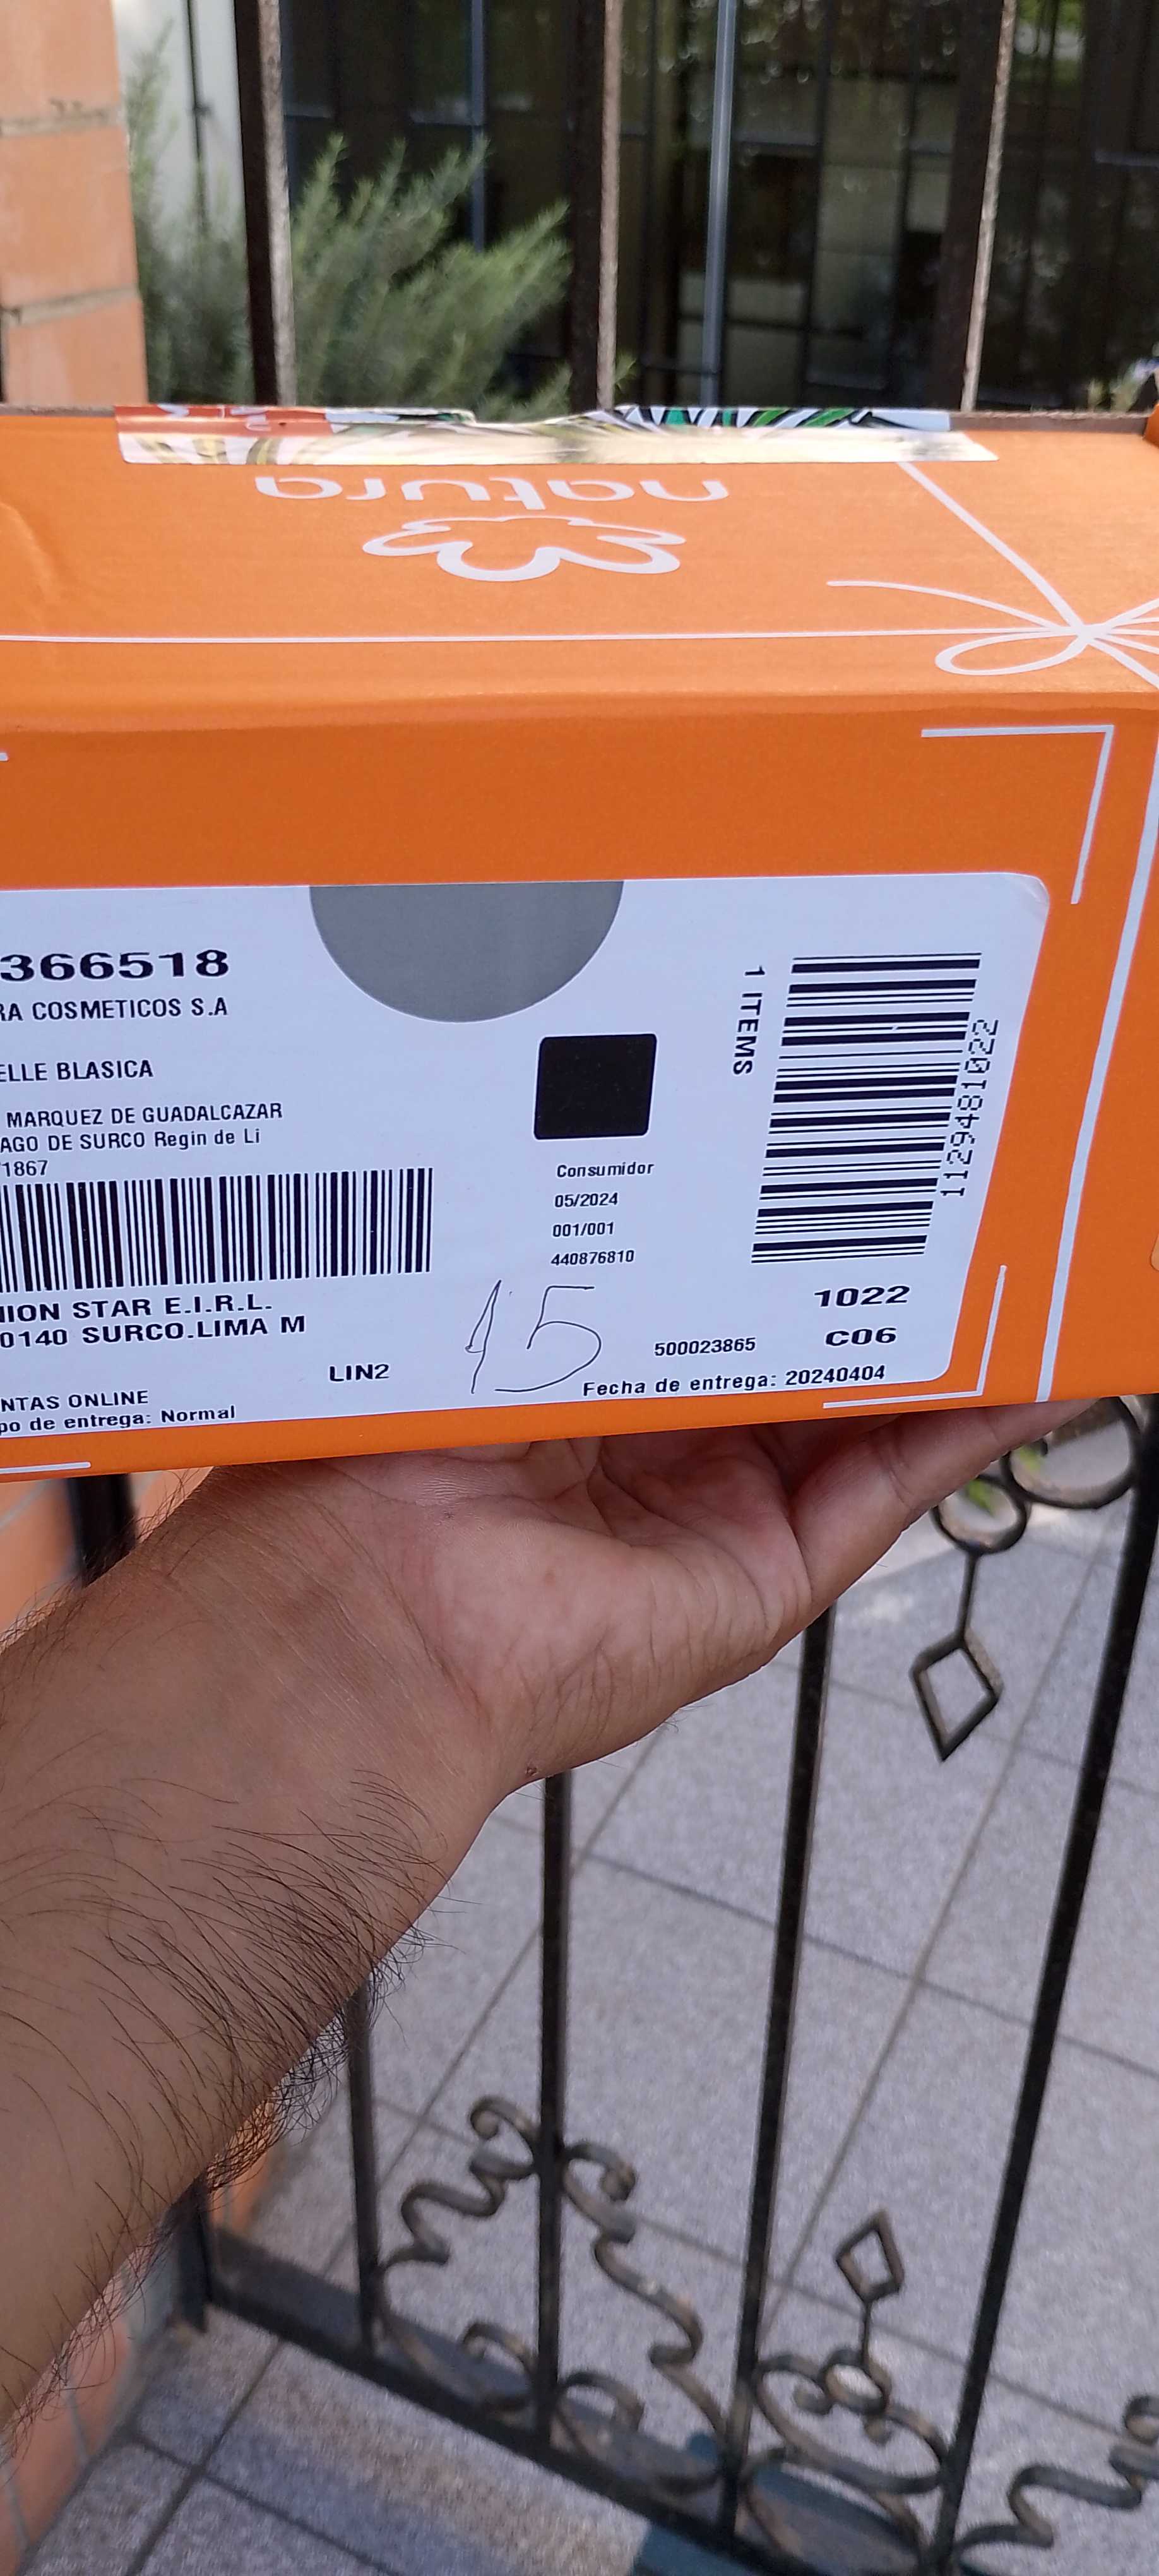 natura
366518
RA COSMETICOS S.A
ELLE BLASICA
MARQUEZ DE GUADALCAZAR
AGO DE SURCO Regin de Li
1867
HION STAR E.I.R.L.
0140 SURCO.LIMA M
LIN2
NTAS ONLINE
po de entrega: Normal
Consumidor
05/2024
001/001
440876810
15
500023865
Fecha de entrega: 20240404
1 ITEMS
1129481022
1022
C06